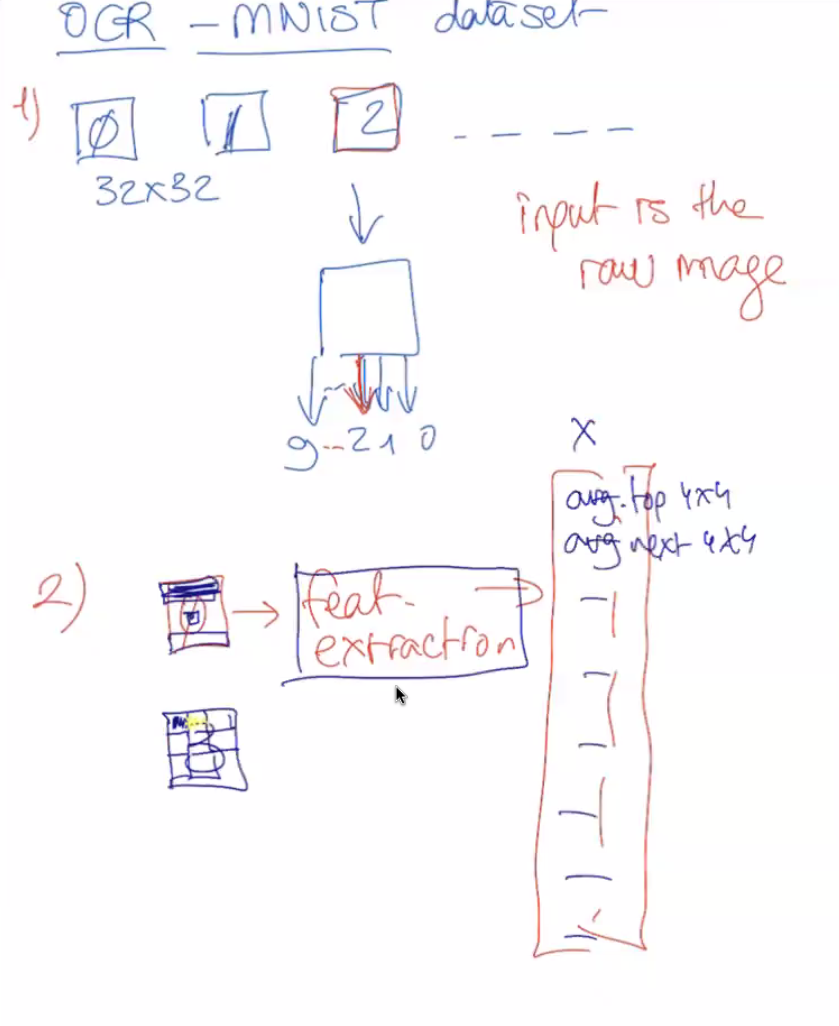 OCR - MNIST dataset
1) 0 1 2 - - - -
32x32
input is the
raw image
9--2 1 0
X
avg. top 4x4
avg next 4x4
2) 0 feat.
extraction
3